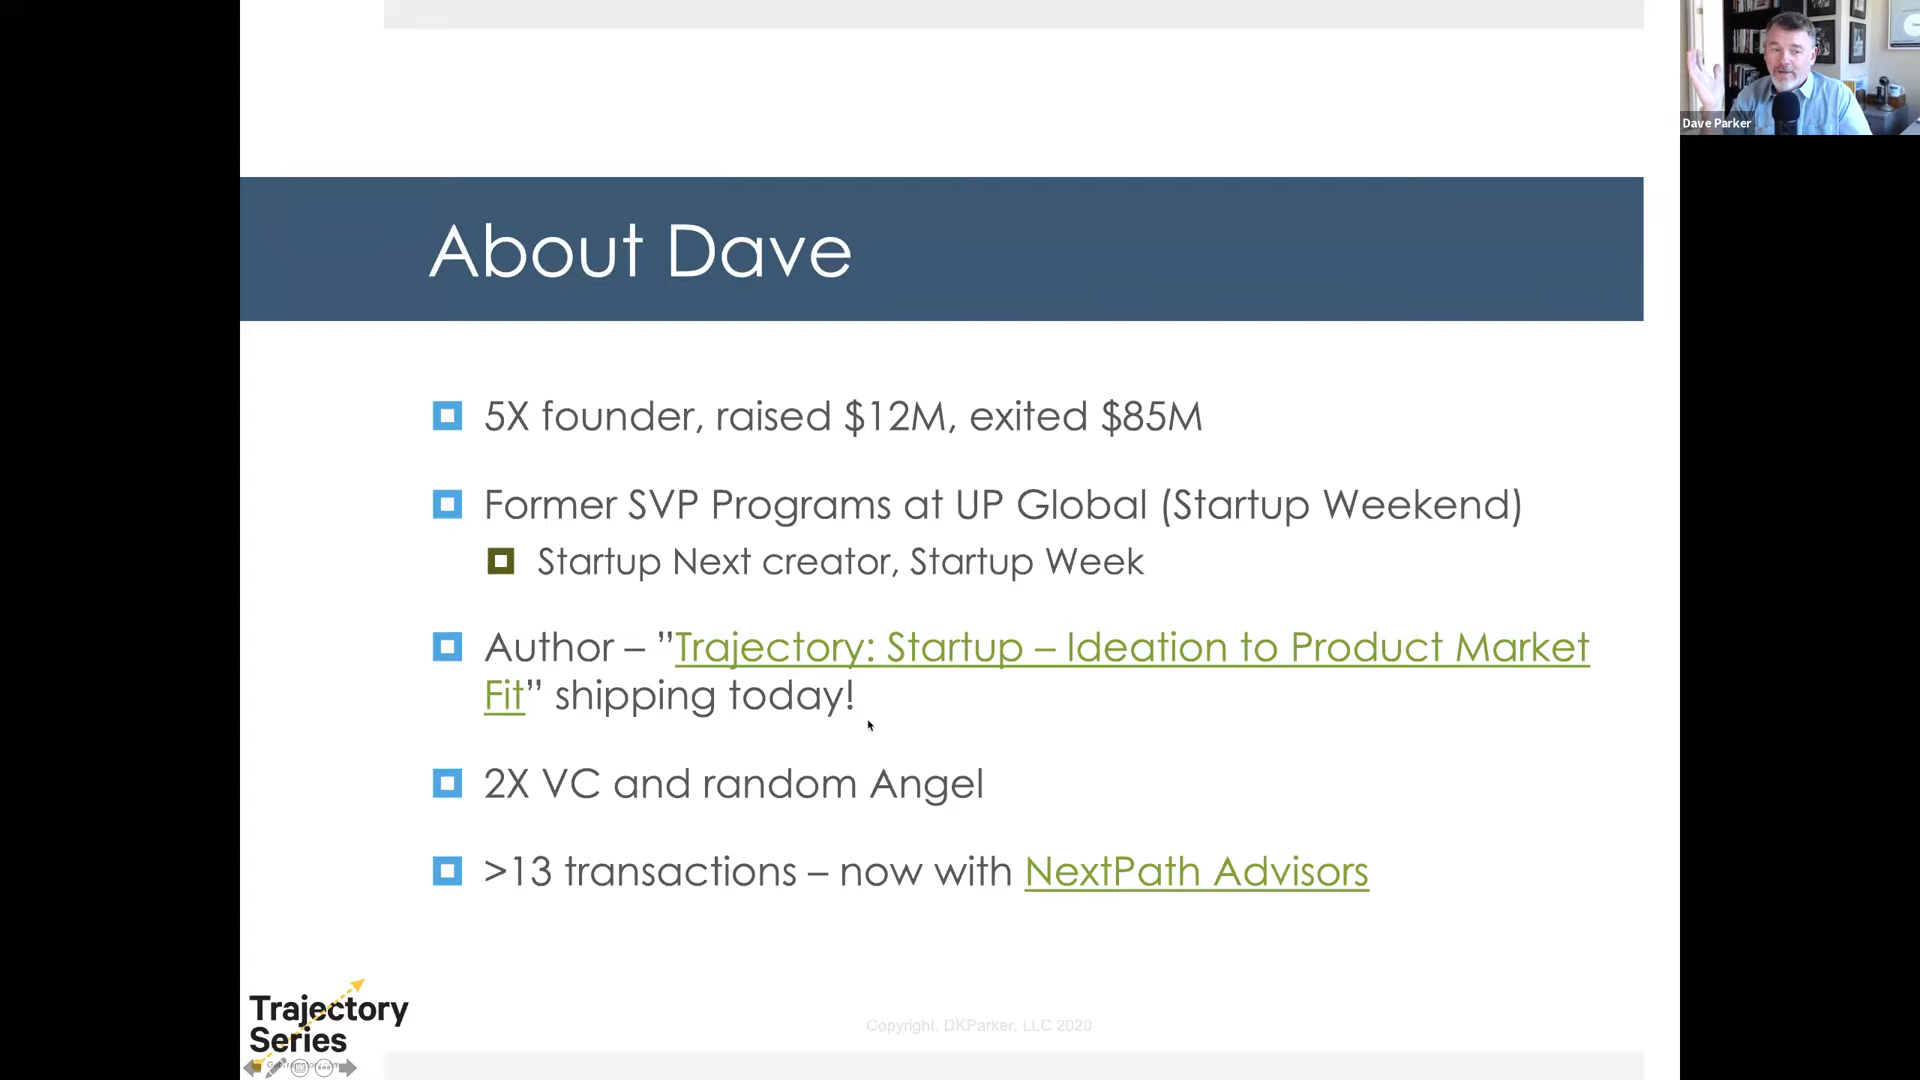 Dave Parker
About Dave
5X founder, raised $12M, exited $85M
Former SVP Programs at UP Global (Startup Weekend)
Startup Next creator, Startup Week
Author – ”Trajectory: Startup – Ideation to Product Market
Fit” shipping today!
2X VC and random Angel
>13 transactions – now with NextPath Advisors
Trajectory
Series
Copyright, DKParker, LLC 2020